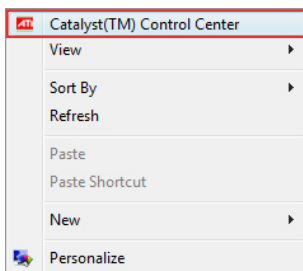 ATI Catalyst(TM) Control Center
View
Sort By
Refresh
Paste
Paste Shortcut
New
Personalize